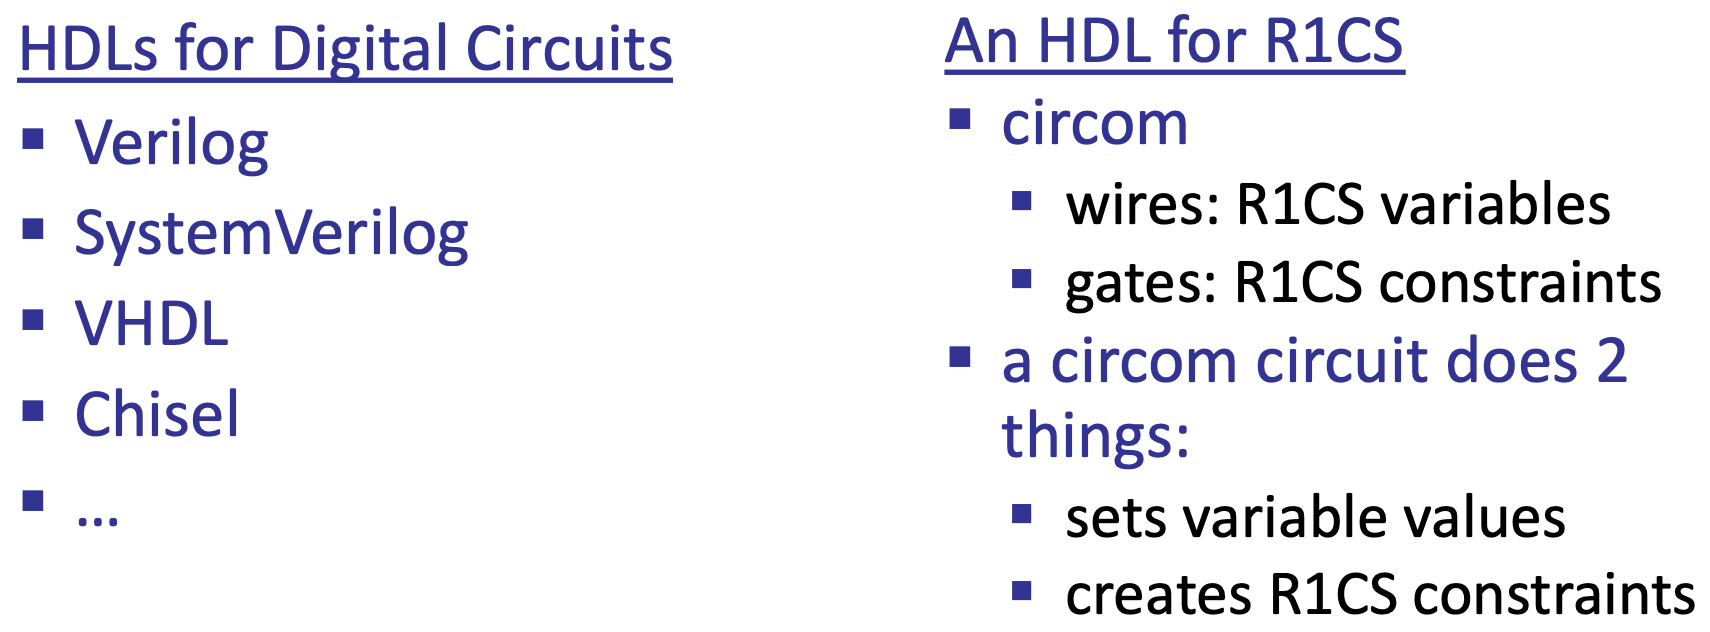 HDLs for Digital Circuits
▪ Verilog
▪ SystemVerilog
▪ VHDL
▪ Chisel
▪ ...
An HDL for R1CS
▪ circom
▪ wires: R1CS variables
▪ gates: R1CS constraints
▪ a circom circuit does 2
things:
▪ sets variable values
▪ creates R1CS constraints